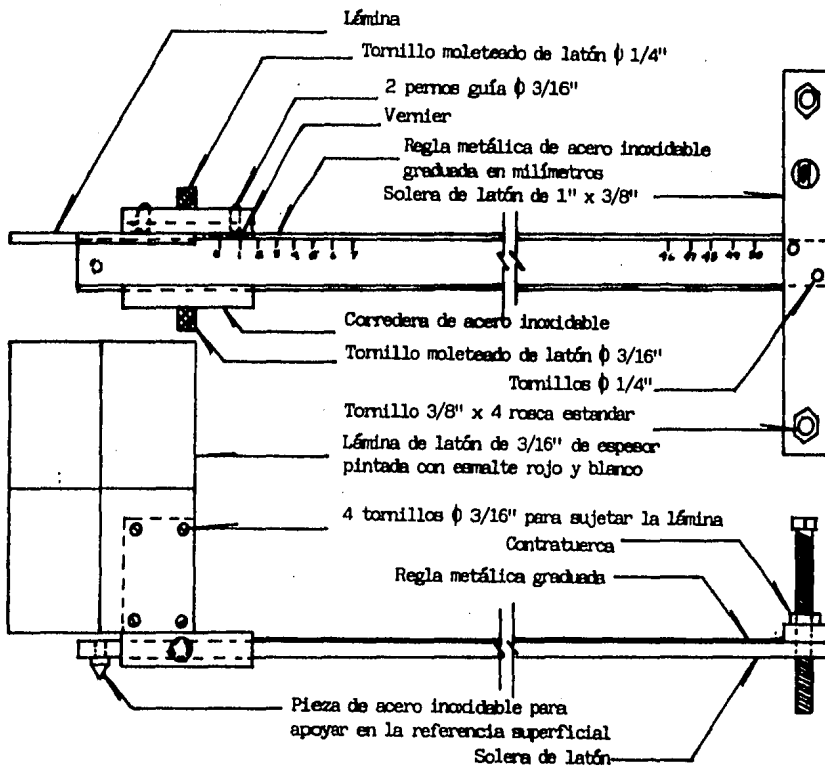 Lámina
Tornillo moleteado de latón ϕ 1/4"
2 pernos guía ϕ 3/16"
Vernier
Regla metálica de acero inoxidable
graduada en milímetros
Solera de latón de 1" x 3/8"
0 1 2 3 4 5 6 7
46 47 48 49 50
Corredera de acero inoxidable
Tornillo moleteado de latón ϕ 3/16"
Tornillos ϕ 1/4"
Tornillo 3/8" x 4 rosca estandar
Lámina de latón de 3/16" de espesor
pintada con esmalte rojo y blanco
4 tornillos ϕ 3/16" para sujetar la lámina
Contratuerca
Regla metálica graduada
Pieza de acero inoxidable para
apoyar en la referencia superficial
Solera de latón